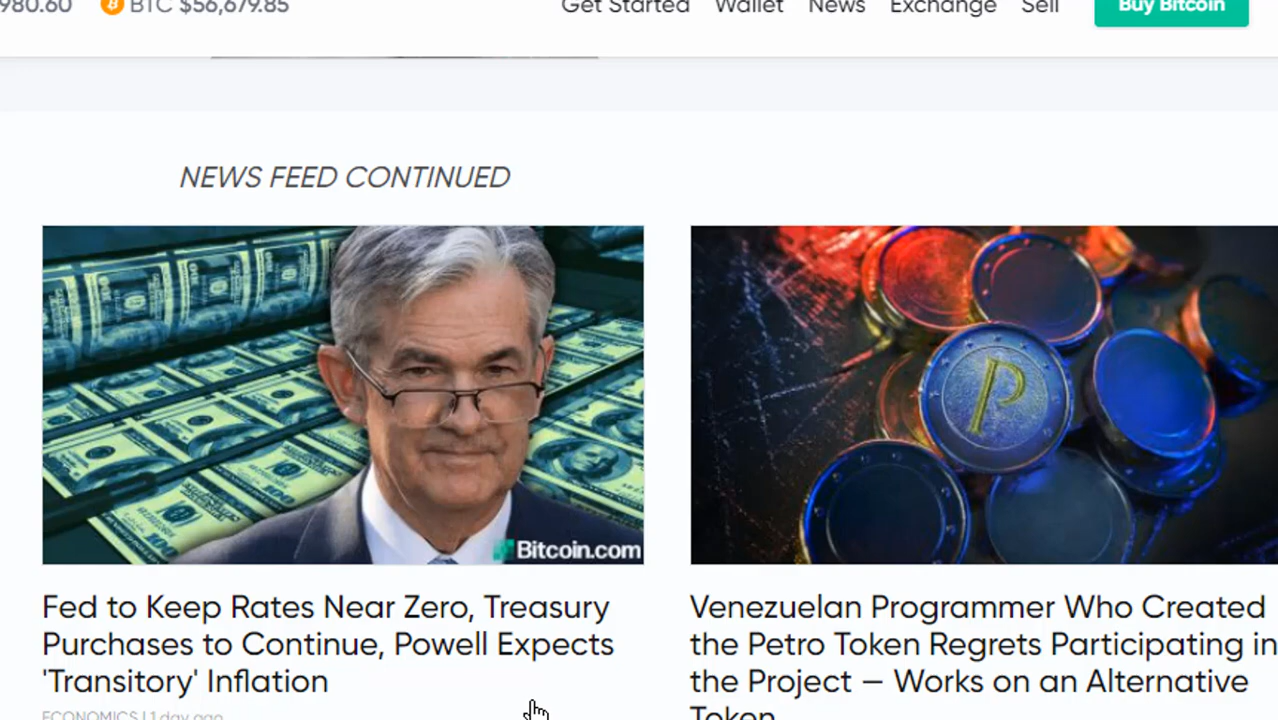 980.60 BTC $56,679.85 Get Started Wallet News Exchange Sell Buy Bitcoin
NEWS FEED CONTINUED
Bitcoin.com
Fed to Keep Rates Near Zero, Treasury
Purchases to Continue, Powell Expects
'Transitory' Inflation
ECONOMICS | 1 day ago
Venezuelan Programmer Who Created
the Petro Token Regrets Participating in
the Project — Works on an Alternative
Token